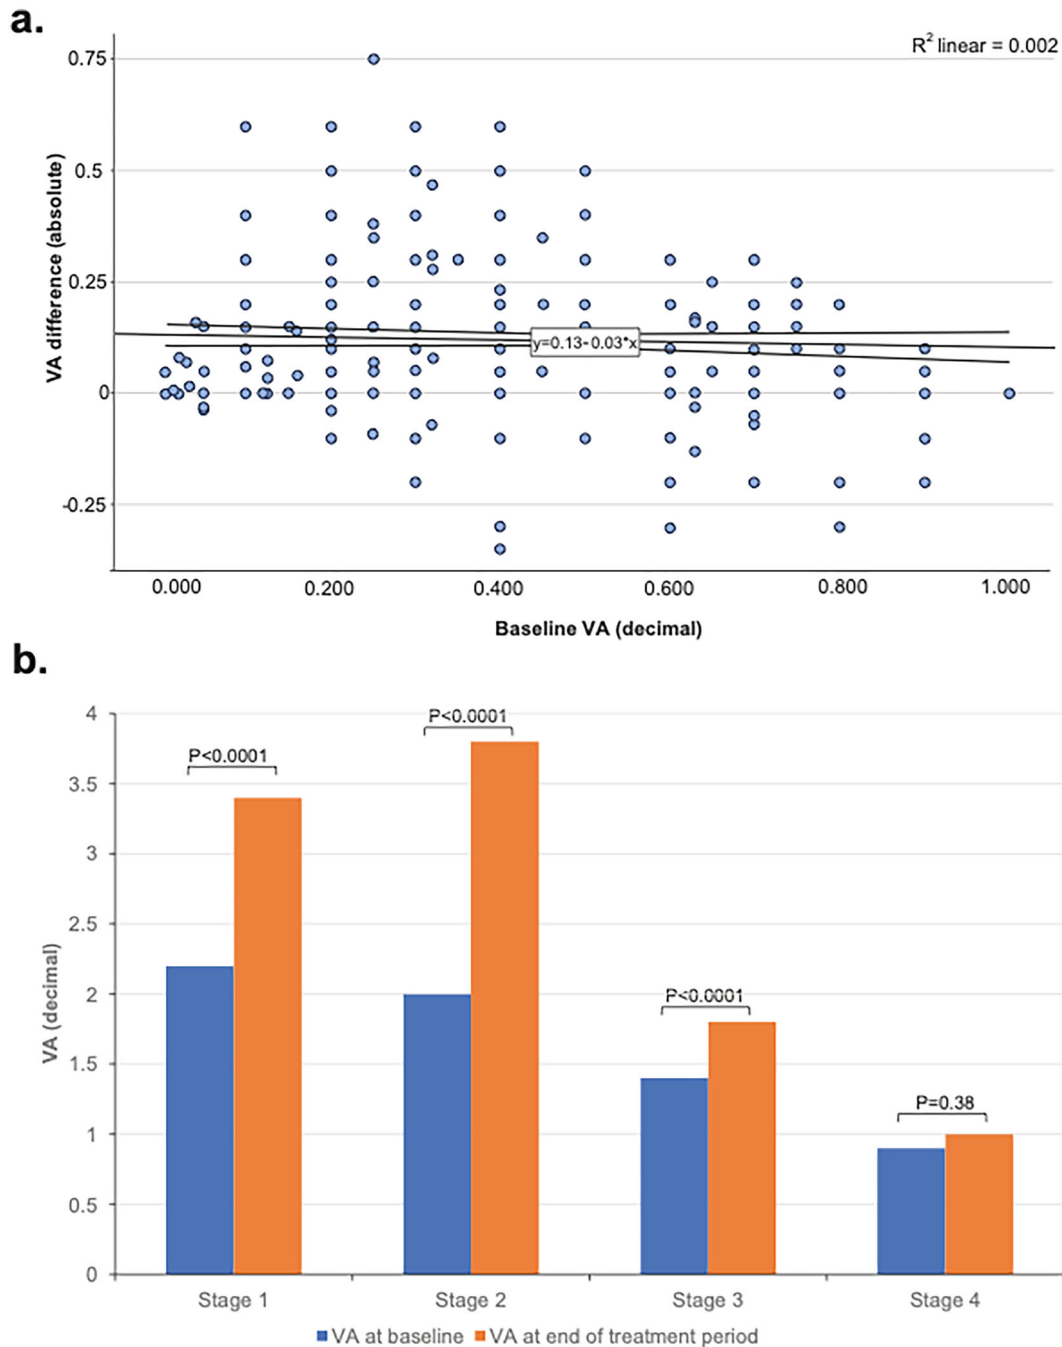 a.
R² linear = 0.002
0.75
0.5
0.25
0
-0.25
VA difference (absolute)
y=0.13-0.03*x
0.000 0.200 0.400 0.600 0.800 1.000
Baseline VA (decimal)
b.
4
3.5
3
2.5
2
1.5
1
0.5
0
VA (decimal)
P<0.0001
P<0.0001
P<0.0001
P=0.38
Stage 1 Stage 2 Stage 3 Stage 4
VA at baseline VA at end of treatment period